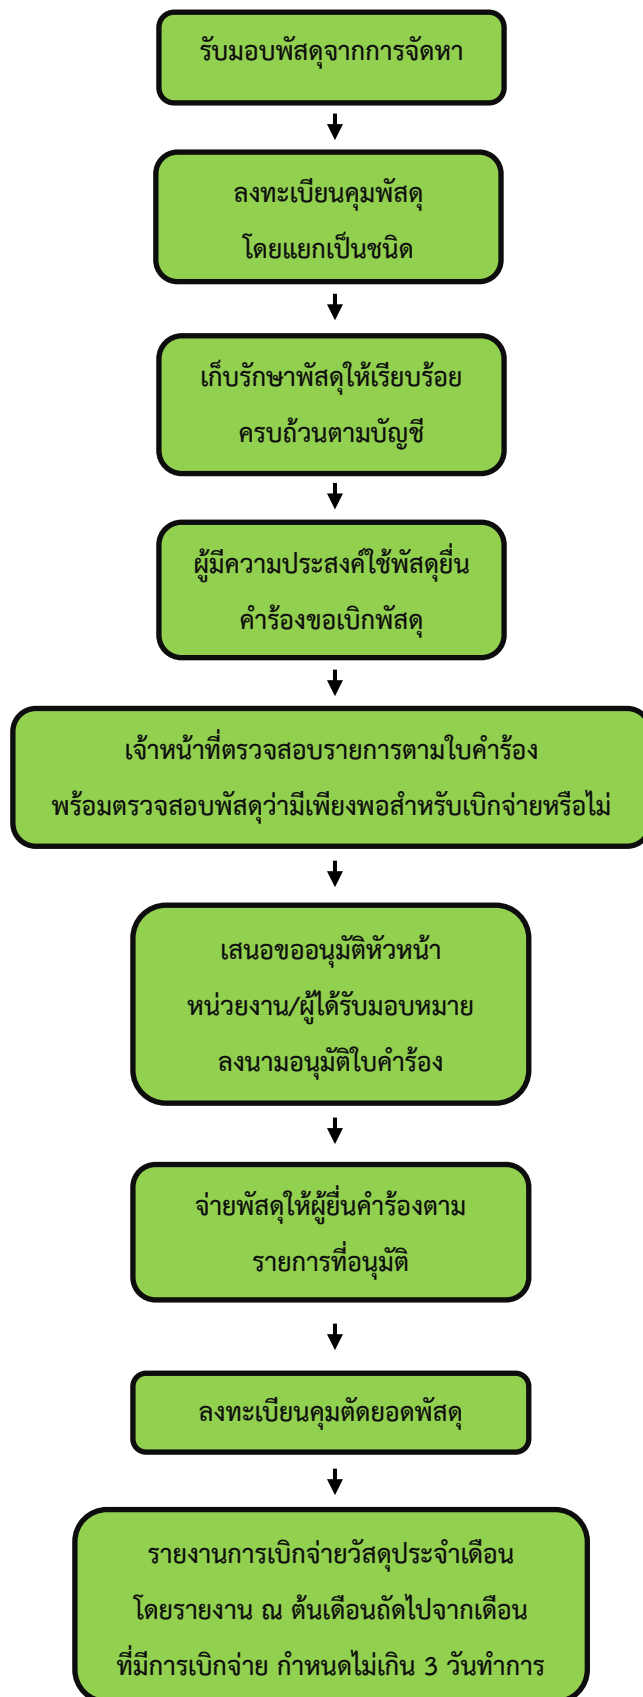 รับมอบพัสดุจากการจัดหา
ลงทะเบียนคุมพัสดุ
โดยแยกเป็นชนิด
เก็บรักษาพัสดุให้เรียบร้อย
ครบถ้วนตามบัญชี
ผู้มีความประสงค์ใช้พัสดุยื่น
คำร้องขอเบิกพัสดุ
เจ้าหน้าที่ตรวจสอบรายการตามใบคำร้อง
พร้อมตรวจสอบพัสดุว่ามีเพียงพอสำหรับเบิกจ่ายหรือไม่
เสนอขออนุมัติหัวหน้า
หน่วยงาน/ผู้ได้รับมอบหมาย
ลงนามอนุมัติใบคำร้อง
จ่ายพัสดุให้ผู้ยื่นคำร้องตาม
รายการที่อนุมัติ
ลงทะเบียนคุมตัดยอดพัสดุ
รายงานการเบิกจ่ายวัสดุประจำเดือน
โดยรายงาน ณ ต้นเดือนถัดไปจากเดือน
ที่มีการเบิกจ่าย กำหนดไม่เกิน 3 วันทำการ